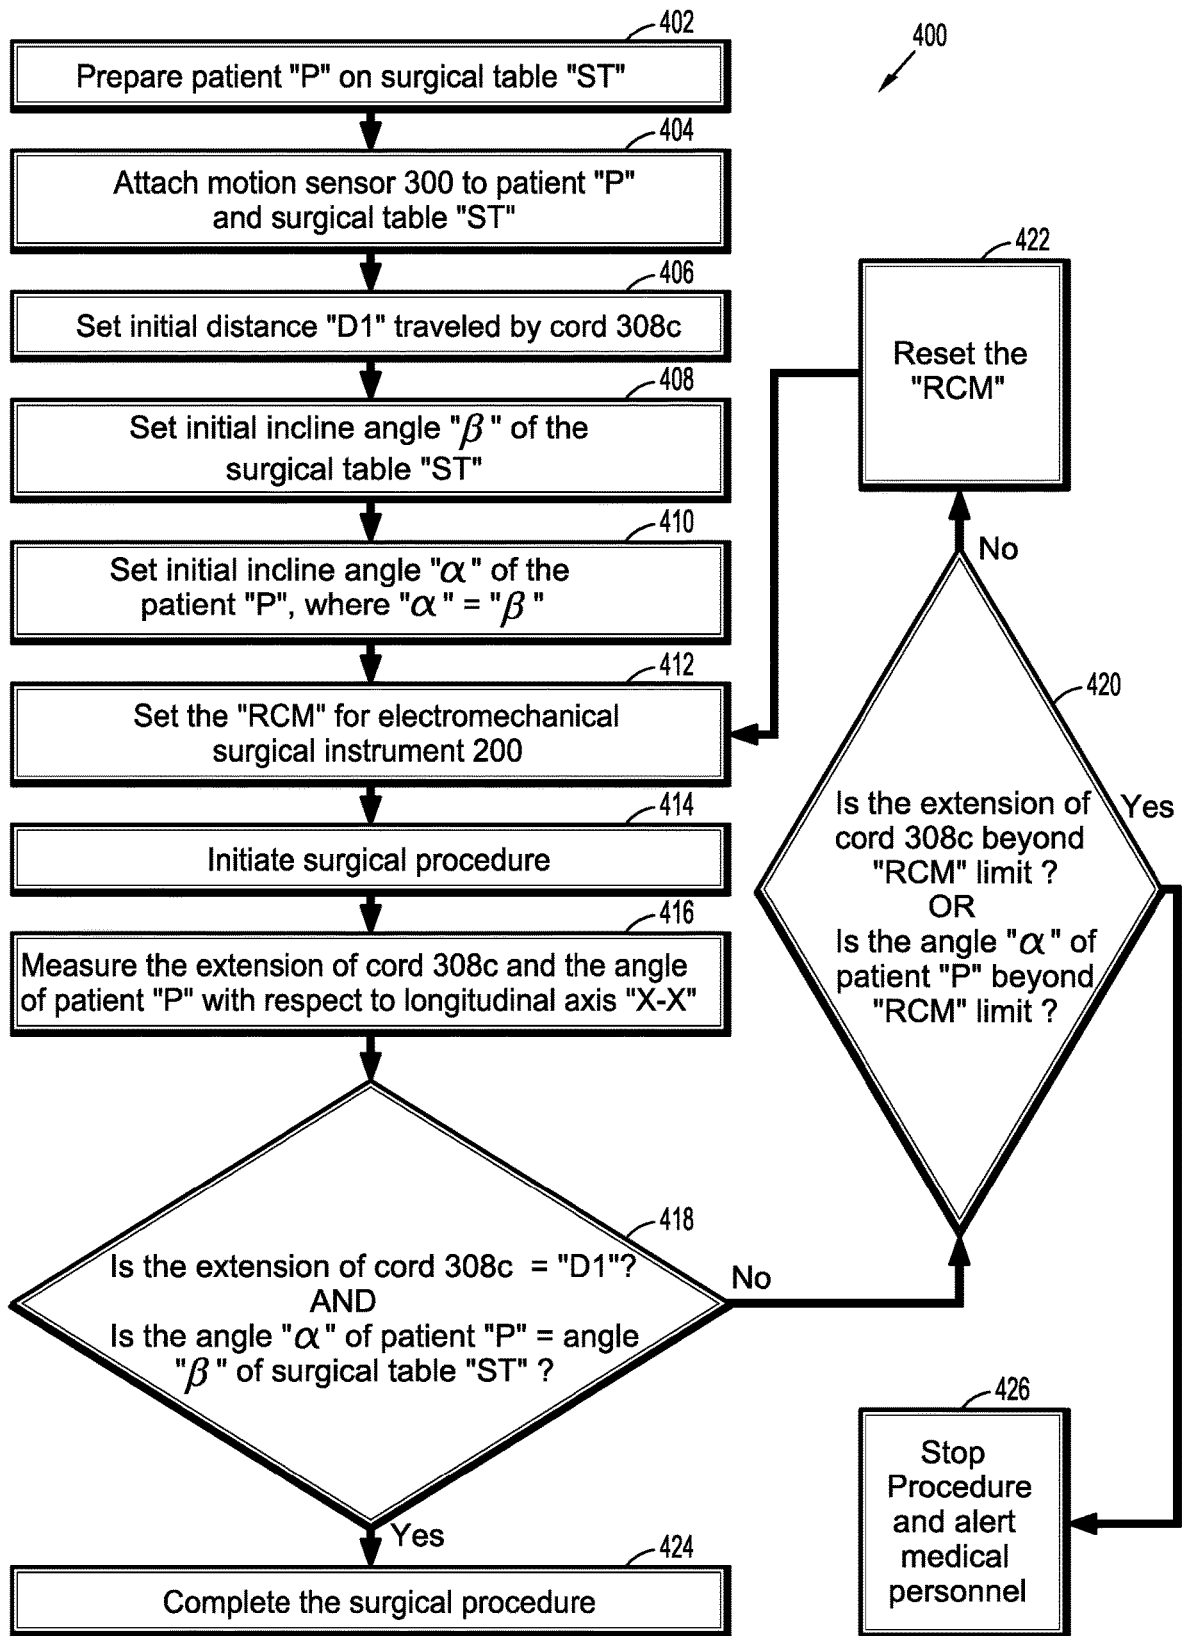 400
402
Prepare patient "P" on surgical table "ST"
404
Attach motion sensor 300 to patient "P"
and surgical table "ST"
406
Set initial distance "D1" traveled by cord 308c
408
Set initial incline angle "β" of the
surgical table "ST"
410
Set initial incline angle "α" of the
patient "P", where "α" = "β"
412
Set the "RCM" for electromechanical
surgical instrument 200
414
Initiate surgical procedure
416
Measure the extension of cord 308c and the angle
of patient "P" with respect to longitudinal axis "X-X"
418
Is the extension of cord 308c = "D1"?
AND
Is the angle "α" of patient "P" = angle
"β" of surgical table "ST" ?
No
Yes
424
Complete the surgical procedure
422
Reset the
"RCM"
No
420
Is the extension of
cord 308c beyond
"RCM" limit ?
OR
Is the angle "α" of
patient "P" beyond
"RCM" limit ?
Yes
426
Stop
Procedure
and alert
medical
personnel